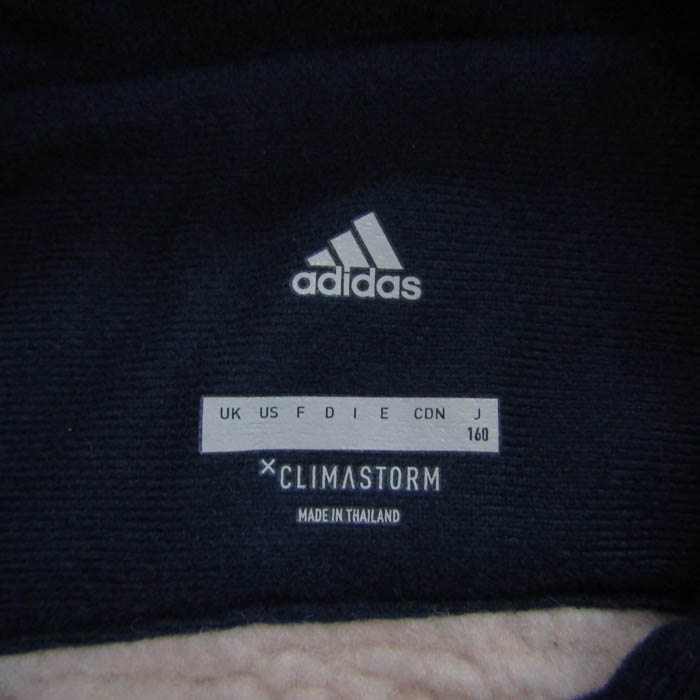 adidas
UK US F D I E CDN J
160
×CLIMASTORM
MADE IN THAILAND